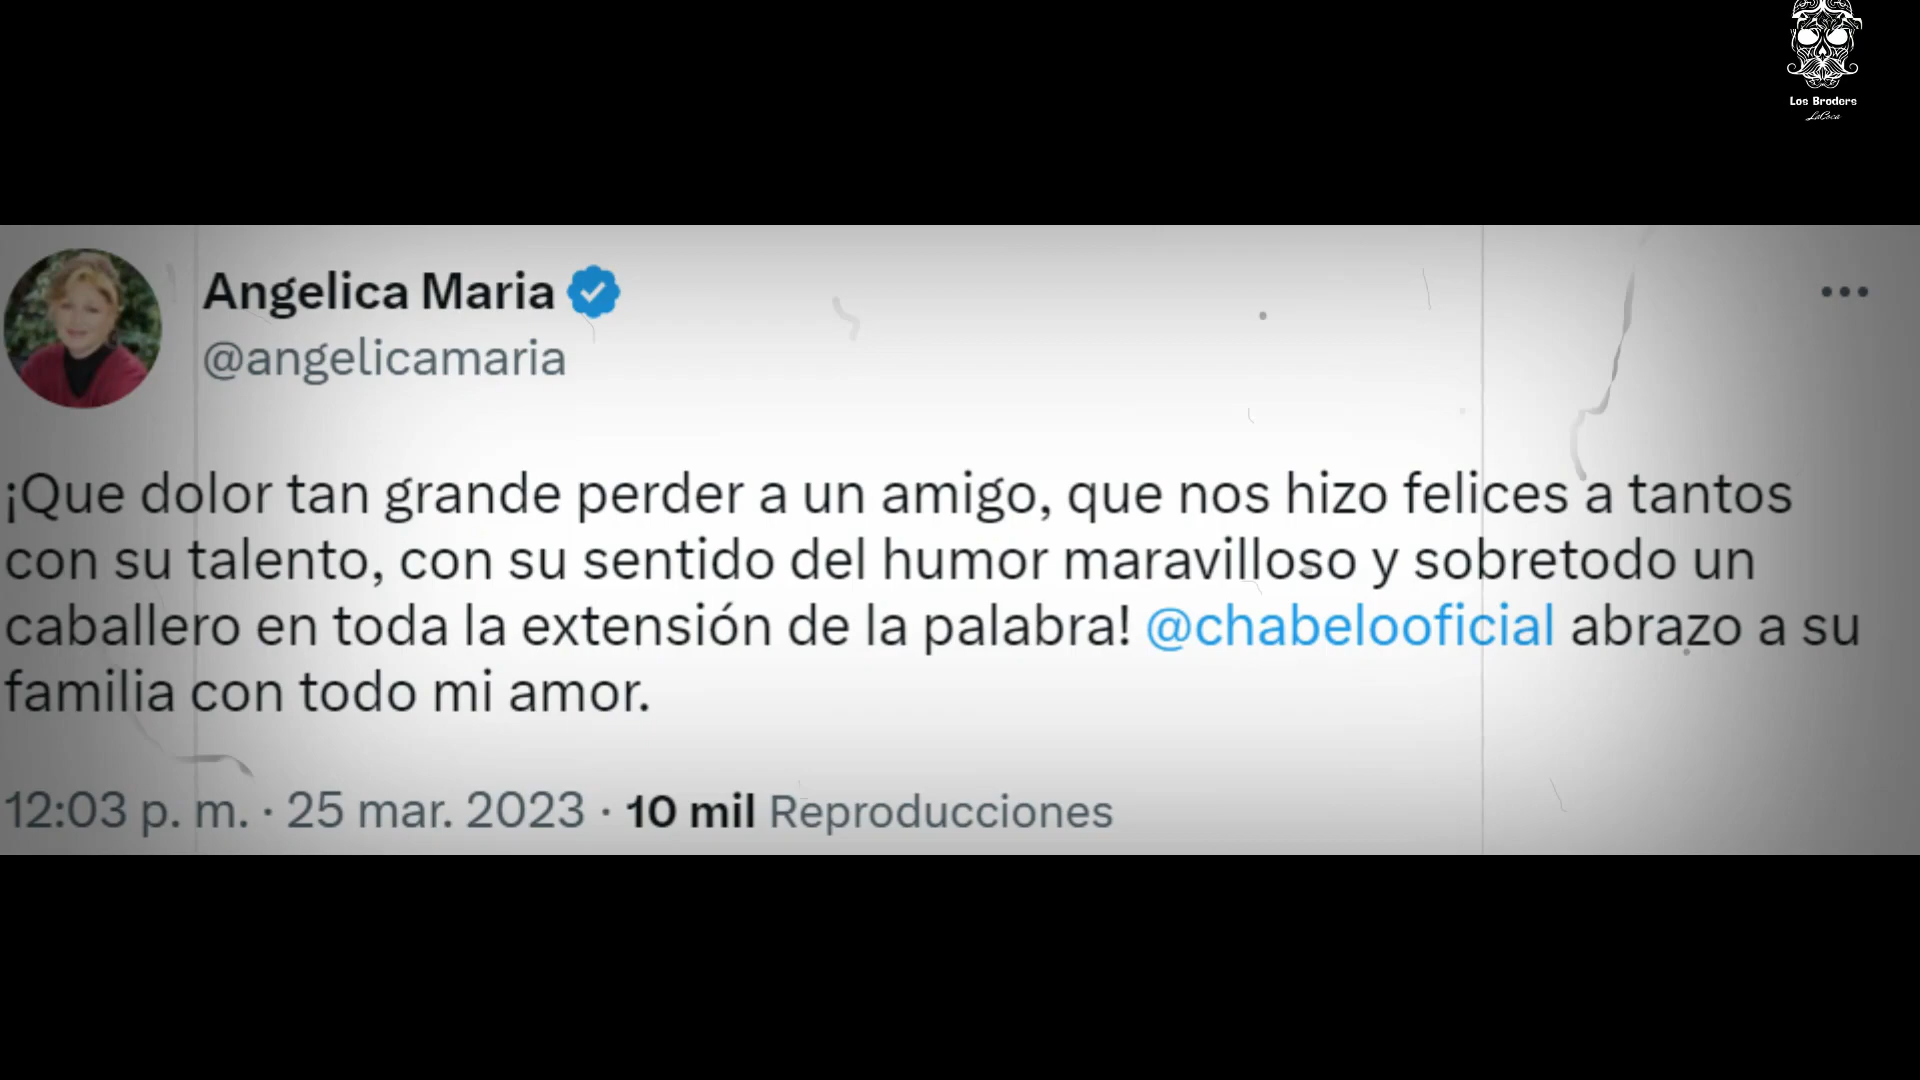 Los Broders
LaCoca
Angelica Maria
@angelicamaria
¡Que dolor tan grande perder a un amigo, que nos hizo felices a tantos
con su talento, con su sentido del humor maravilloso y sobretodo un
caballero en toda la extensión de la palabra! @chabelooficial abrazo a su
familia con todo mi amor.
12:03 p. m. · 25 mar. 2023 · 10 mil Reproducciones